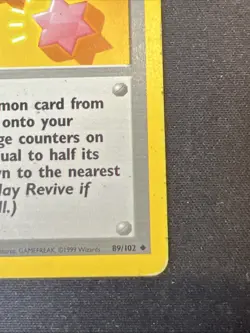 mon card from
onto your
ge counters on
ual to half its
wn to the nearest
lay Revive if
ll.)
GAMEFREAK. ©1999 Wizards.
89/102 ◆